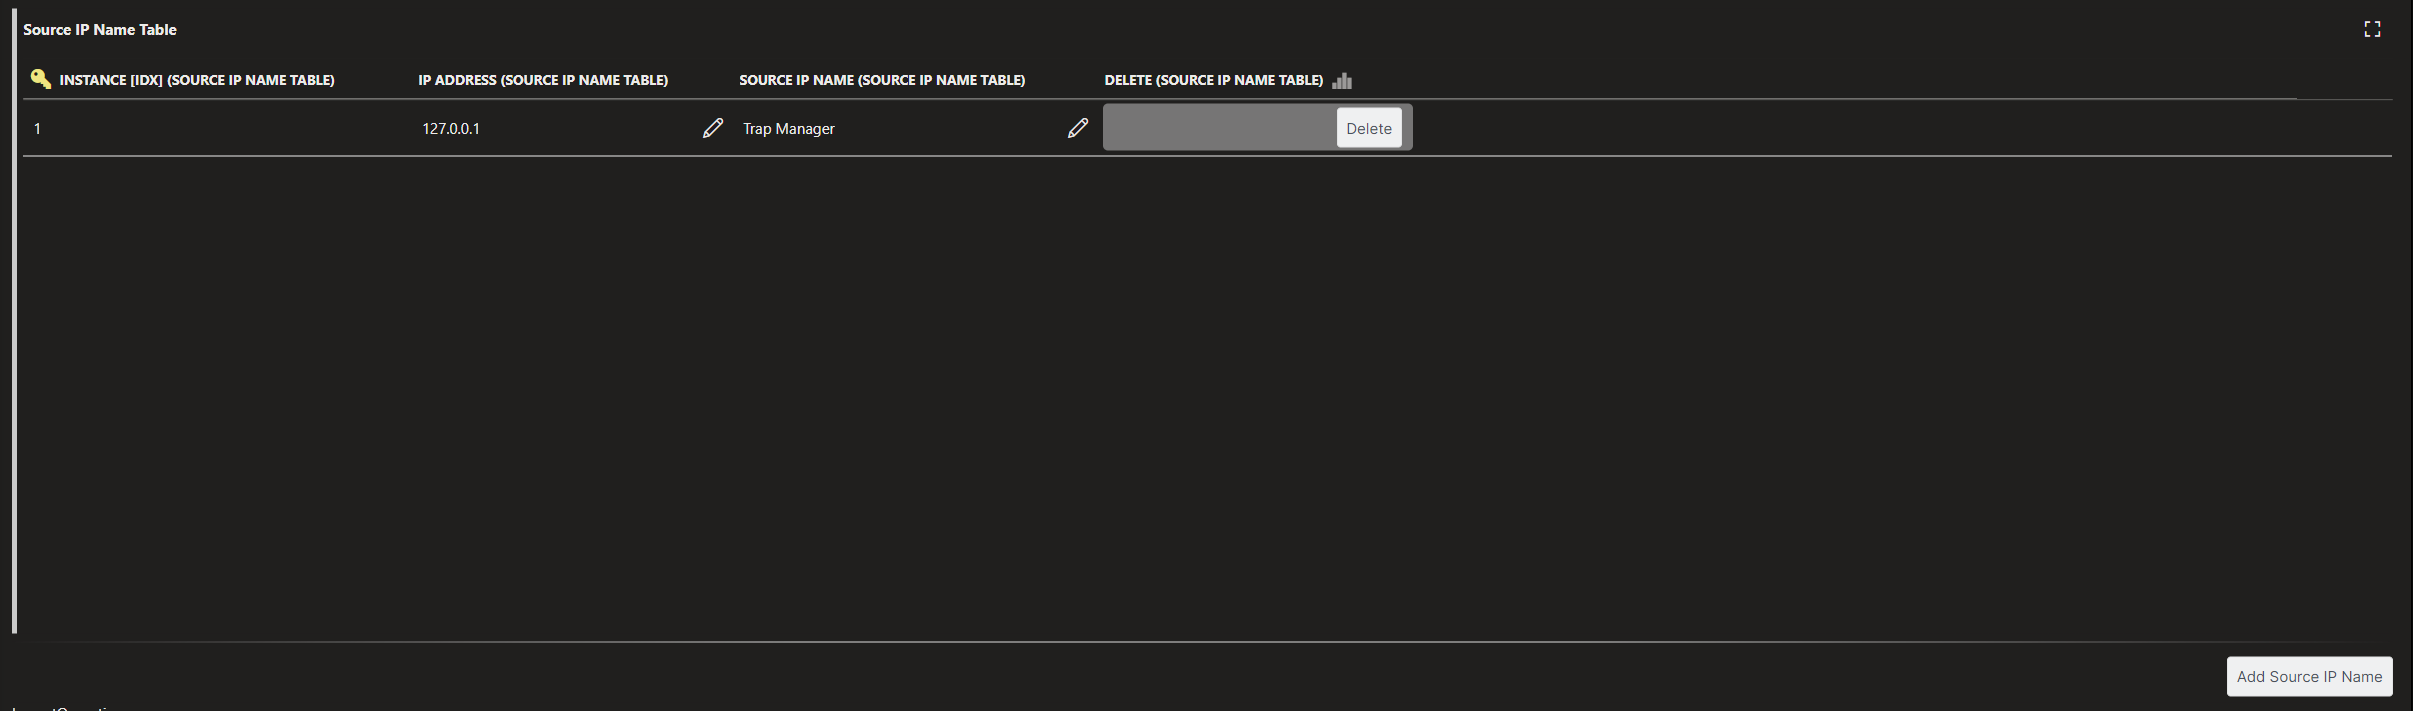 Source IP Name Table
INSTANCE [IDX] (SOURCE IP NAME TABLE) IP ADDRESS (SOURCE IP NAME TABLE) SOURCE IP NAME (SOURCE IP NAME TABLE) DELETE (SOURCE IP NAME TABLE)
1 127.0.0.1 Trap Manager Delete
Add Source IP Name